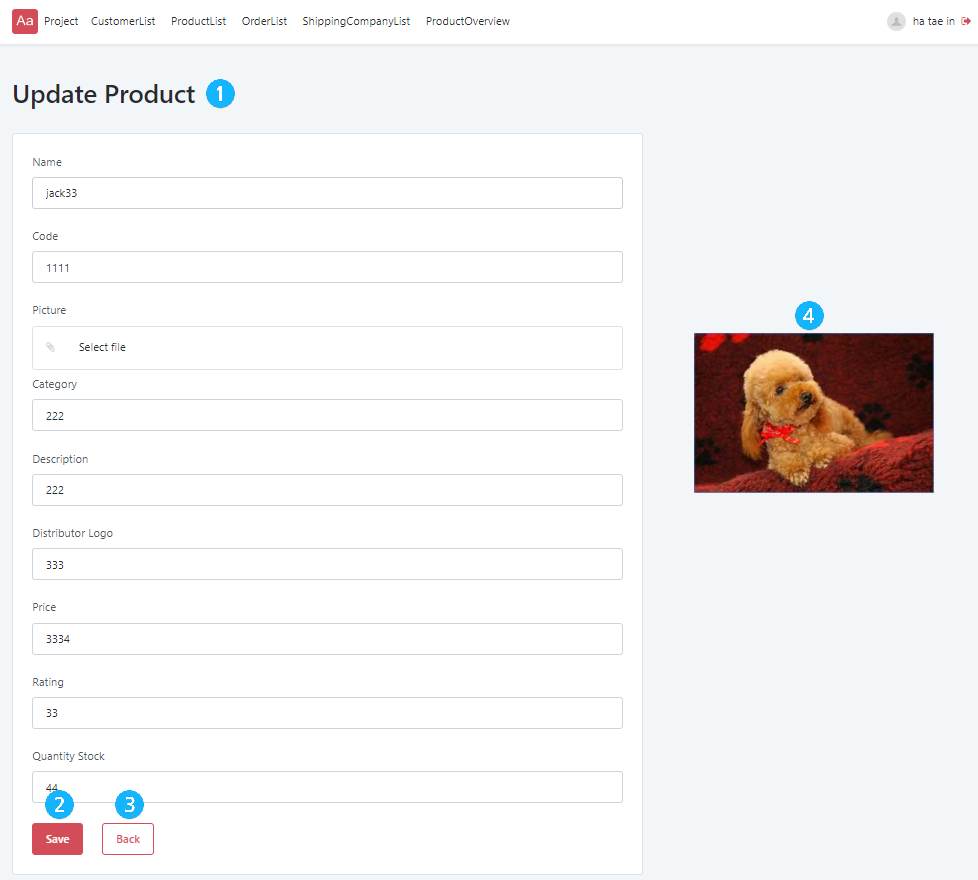 Aa Project CustomerList ProductList OrderList ShippingCompanyList ProductOverview ha tae in
Update Product 1
Name
jack33
Code
1111
Picture
Select file
Category
222
Description
222
Distributor Logo
333
Price
3334
Rating
33
Quantity Stock
44
2 3
Save Back
4